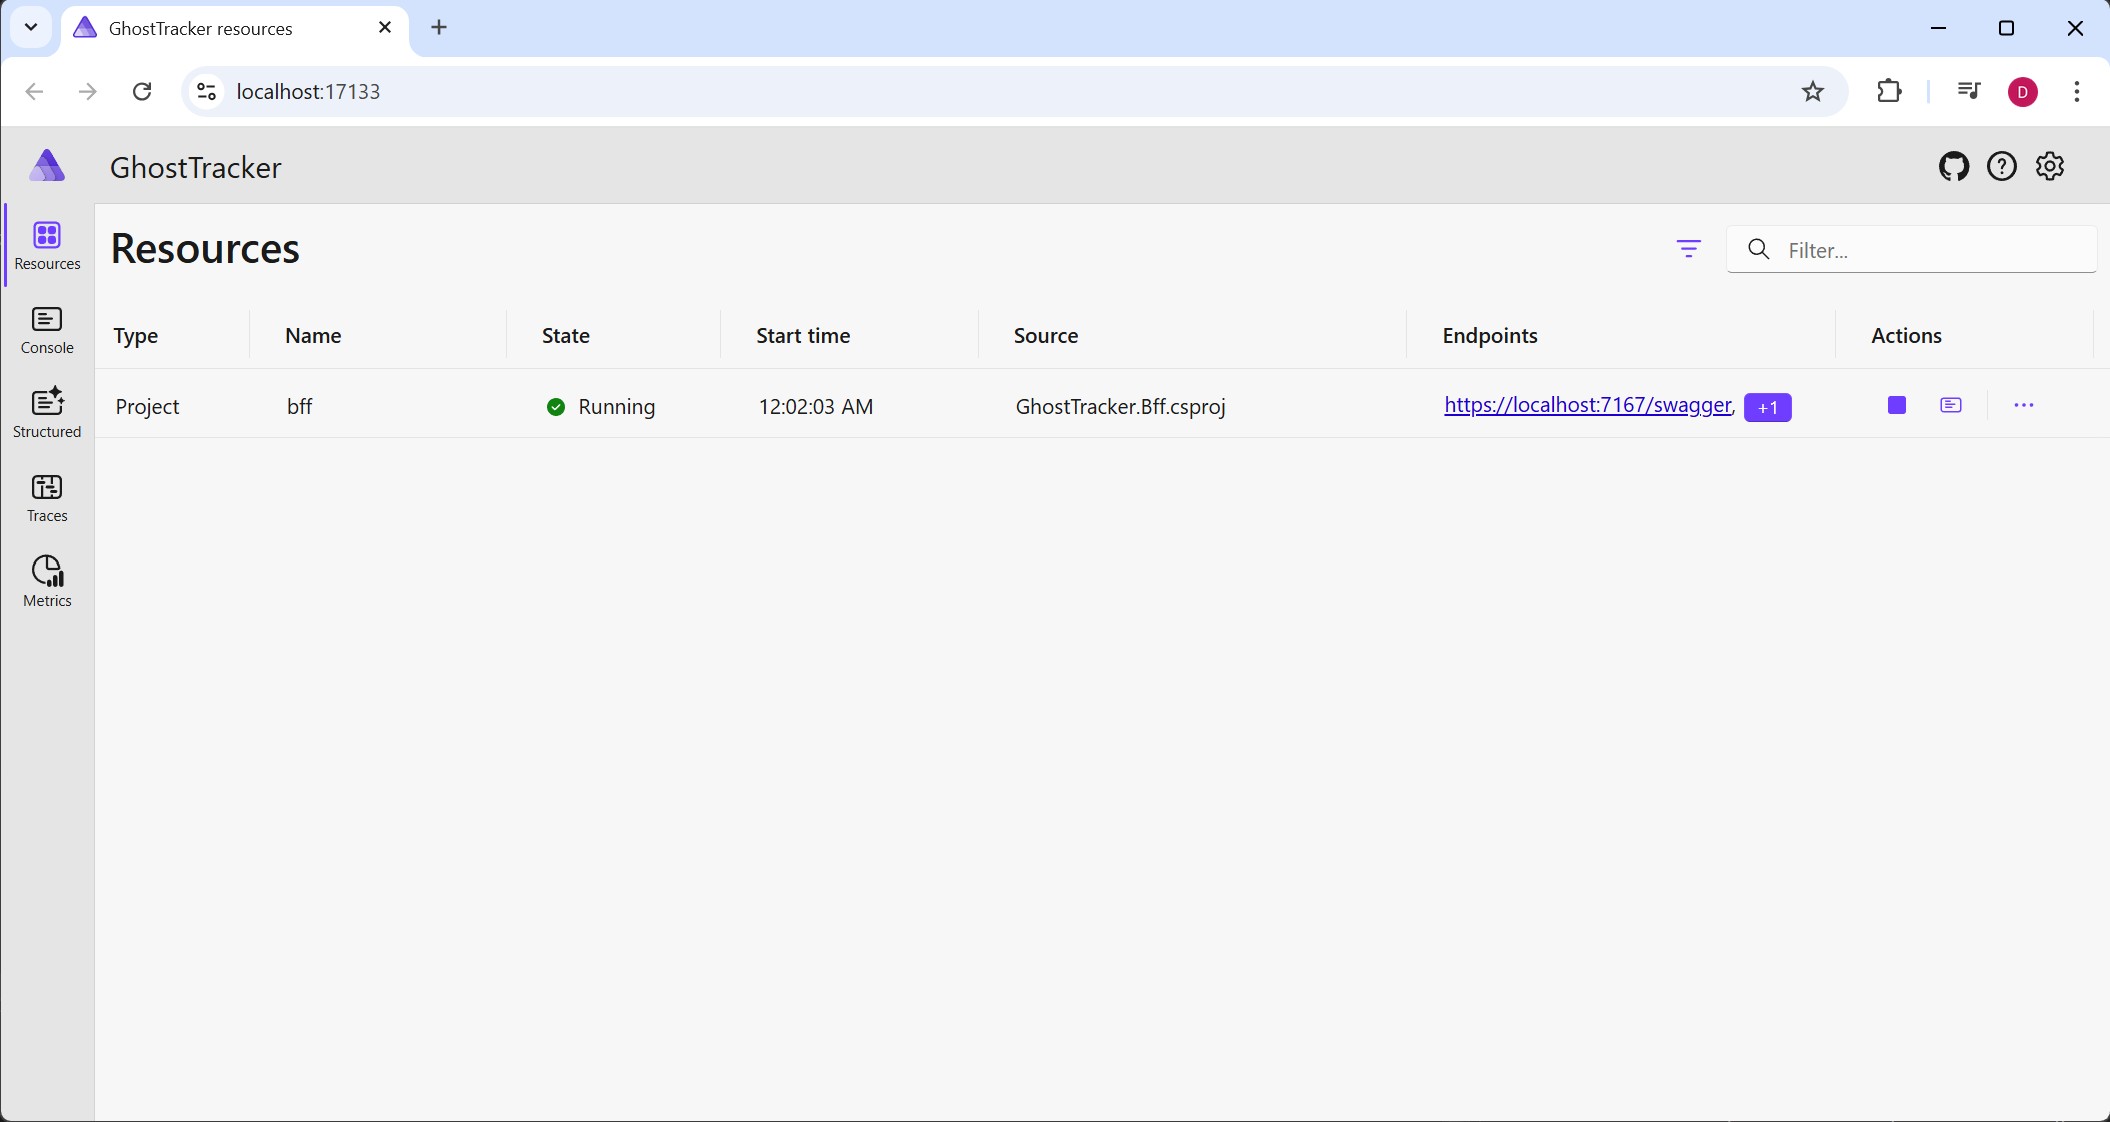 GhostTracker resources
localhost:17133
D
GhostTracker
Resources
Filter...
Resources
Console
Structured
Traces
Metrics
Type Name State Start time Source Endpoints Actions
Project bff Running 12:02:03 AM GhostTracker.Bff.csproj https://localhost:7167/swagger, +1